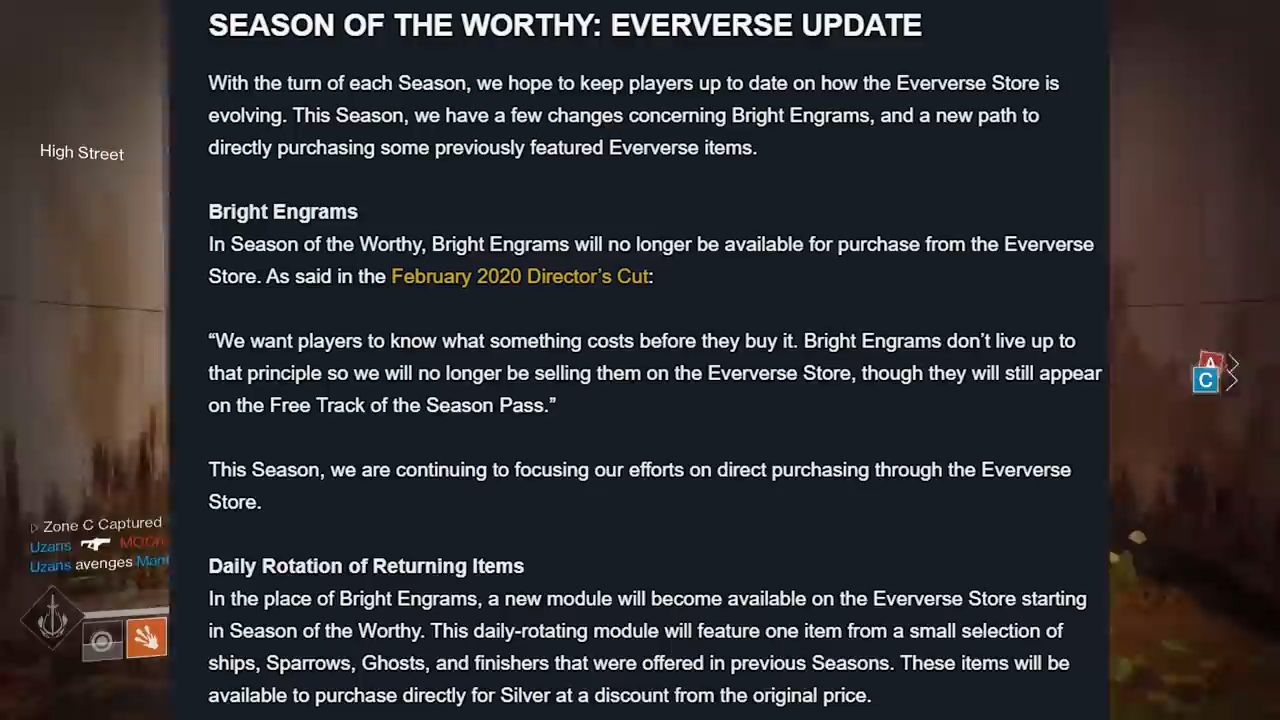 SEASON OF THE WORTHY: EVERVERSE UPDATE
With the turn of each Season, we hope to keep players up to date on how the Eververse Store is
evolving. This Season, we have a few changes concerning Bright Engrams, and a new path to
directly purchasing some previously featured Eververse items.
High Street
Bright Engrams
In Season of the Worthy, Bright Engrams will no longer be available for purchase from the Eververse
Store. As said in the February 2020 Director's Cut:
“We want players to know what something costs before they buy it. Bright Engrams don’t live up to
that principle so we will no longer be selling them on the Eververse Store, though they will still appear
on the Free Track of the Season Pass.”
A
C
This Season, we are continuing to focusing our efforts on direct purchasing through the Eververse
Store.
Zone C Captured
Uzans
Uzans avenges
Daily Rotation of Returning Items
In the place of Bright Engrams, a new module will become available on the Eververse Store starting
in Season of the Worthy. This daily-rotating module will feature one item from a small selection of
ships, Sparrows, Ghosts, and finishers that were offered in previous Seasons. These items will be
available to purchase directly for Silver at a discount from the original price.